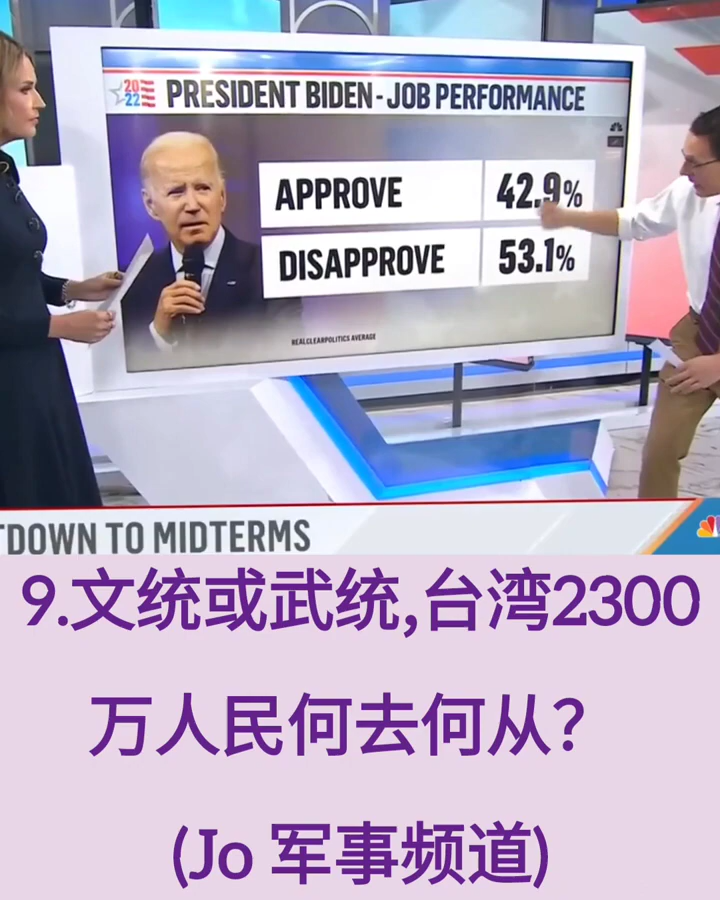 20
22
PRESIDENT BIDEN - JOB PERFORMANCE
APPROVE 42.9%
DISAPPROVE 53.1%
REALCLEARPOLITICS AVERAGE
TDOWN TO MIDTERMS
9.文统或武统,台湾2300
万人民何去何从?
(Jo 军事频道)